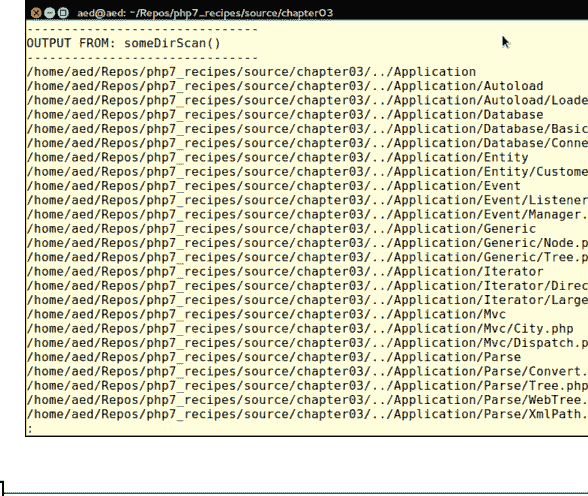 aed@aed: ~/Repos/php7_recipes/source/chapter03
------------------------------
OUTPUT FROM: someDirScan()
------------------------------
/home/aed/Repos/php7_recipes/source/chapter03/../Application
/home/aed/Repos/php7_recipes/source/chapter03/../Application/Autoload
/home/aed/Repos/php7_recipes/source/chapter03/../Application/Autoload/Loade
/home/aed/Repos/php7_recipes/source/chapter03/../Application/Database
/home/aed/Repos/php7_recipes/source/chapter03/../Application/Database/Basic
/home/aed/Repos/php7_recipes/source/chapter03/../Application/Database/Conne
/home/aed/Repos/php7_recipes/source/chapter03/../Application/Entity
/home/aed/Repos/php7_recipes/source/chapter03/../Application/Entity/Custome
/home/aed/Repos/php7_recipes/source/chapter03/../Application/Event
/home/aed/Repos/php7_recipes/source/chapter03/../Application/Event/Listener
/home/aed/Repos/php7_recipes/source/chapter03/../Application/Event/Manager.
/home/aed/Repos/php7_recipes/source/chapter03/../Application/Generic
/home/aed/Repos/php7_recipes/source/chapter03/../Application/Generic/Node.p
/home/aed/Repos/php7_recipes/source/chapter03/../Application/Generic/Tree.p
/home/aed/Repos/php7_recipes/source/chapter03/../Application/Iterator
/home/aed/Repos/php7_recipes/source/chapter03/../Application/Iterator/Direc
/home/aed/Repos/php7_recipes/source/chapter03/../Application/Iterator/Large
/home/aed/Repos/php7_recipes/source/chapter03/../Application/Mvc
/home/aed/Repos/php7_recipes/source/chapter03/../Application/Mvc/City.php
/home/aed/Repos/php7_recipes/source/chapter03/../Application/Mvc/Dispatch.p
/home/aed/Repos/php7_recipes/source/chapter03/../Application/Parse
/home/aed/Repos/php7_recipes/source/chapter03/../Application/Parse/Convert.
/home/aed/Repos/php7_recipes/source/chapter03/../Application/Parse/Tree.php
/home/aed/Repos/php7_recipes/source/chapter03/../Application/Parse/WebTree.
/home/aed/Repos/php7_recipes/source/chapter03/../Application/Parse/XmlPath.
: